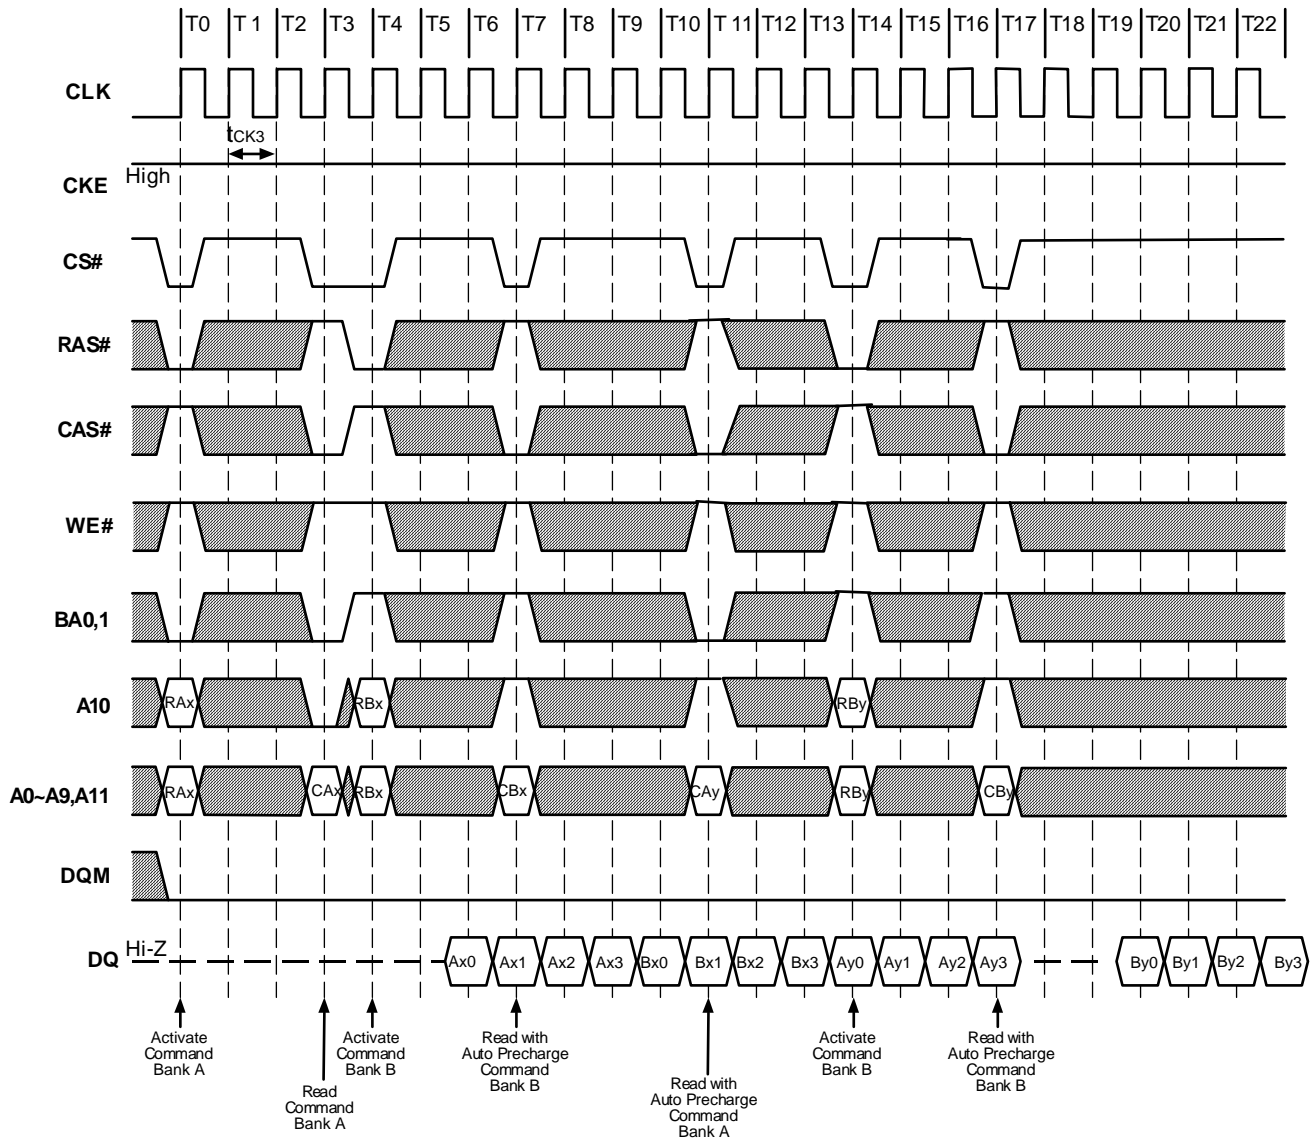 T0 T 1 T2 T3 T4 T5 T6 T7 T8 T9 T10 T 11 T12 T13 T14 T15 T16 T17 T18 T19 T20 T21 T22
CLK
tCK3
High
CKE
CS#
RAS#
CAS#
WE#
BA0,1
A10
RAx RBx RBy
A0~A9,A11
RAx CAx RBx CBx CAy RBy CBy
DQM
Hi-Z
DQ
Ax0 Ax1 Ax2 Ax3 Bx0 Bx1 Bx2 Bx3 Ay0 Ay1 Ay2 Ay3 By0 By1 By2 By3
Activate
Command
Bank A
Read
Command
Bank A
Activate
Command
Bank B
Read with
Auto Precharge
Command
Bank B
Read with
Auto Precharge
Command
Bank A
Activate
Command
Bank B
Read with
Auto Precharge
Command
Bank B